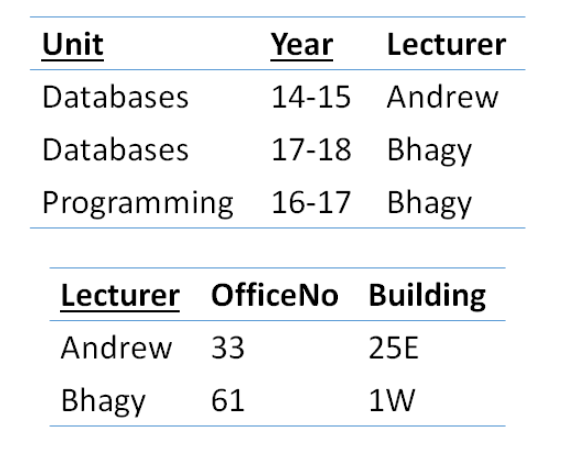 Unit Year Lecturer
Databases 14-15 Andrew
Databases 17-18 Bhagy
Programming 16-17 Bhagy
Lecturer OfficeNo Building
Andrew 33 25E
Bhagy 61 1W